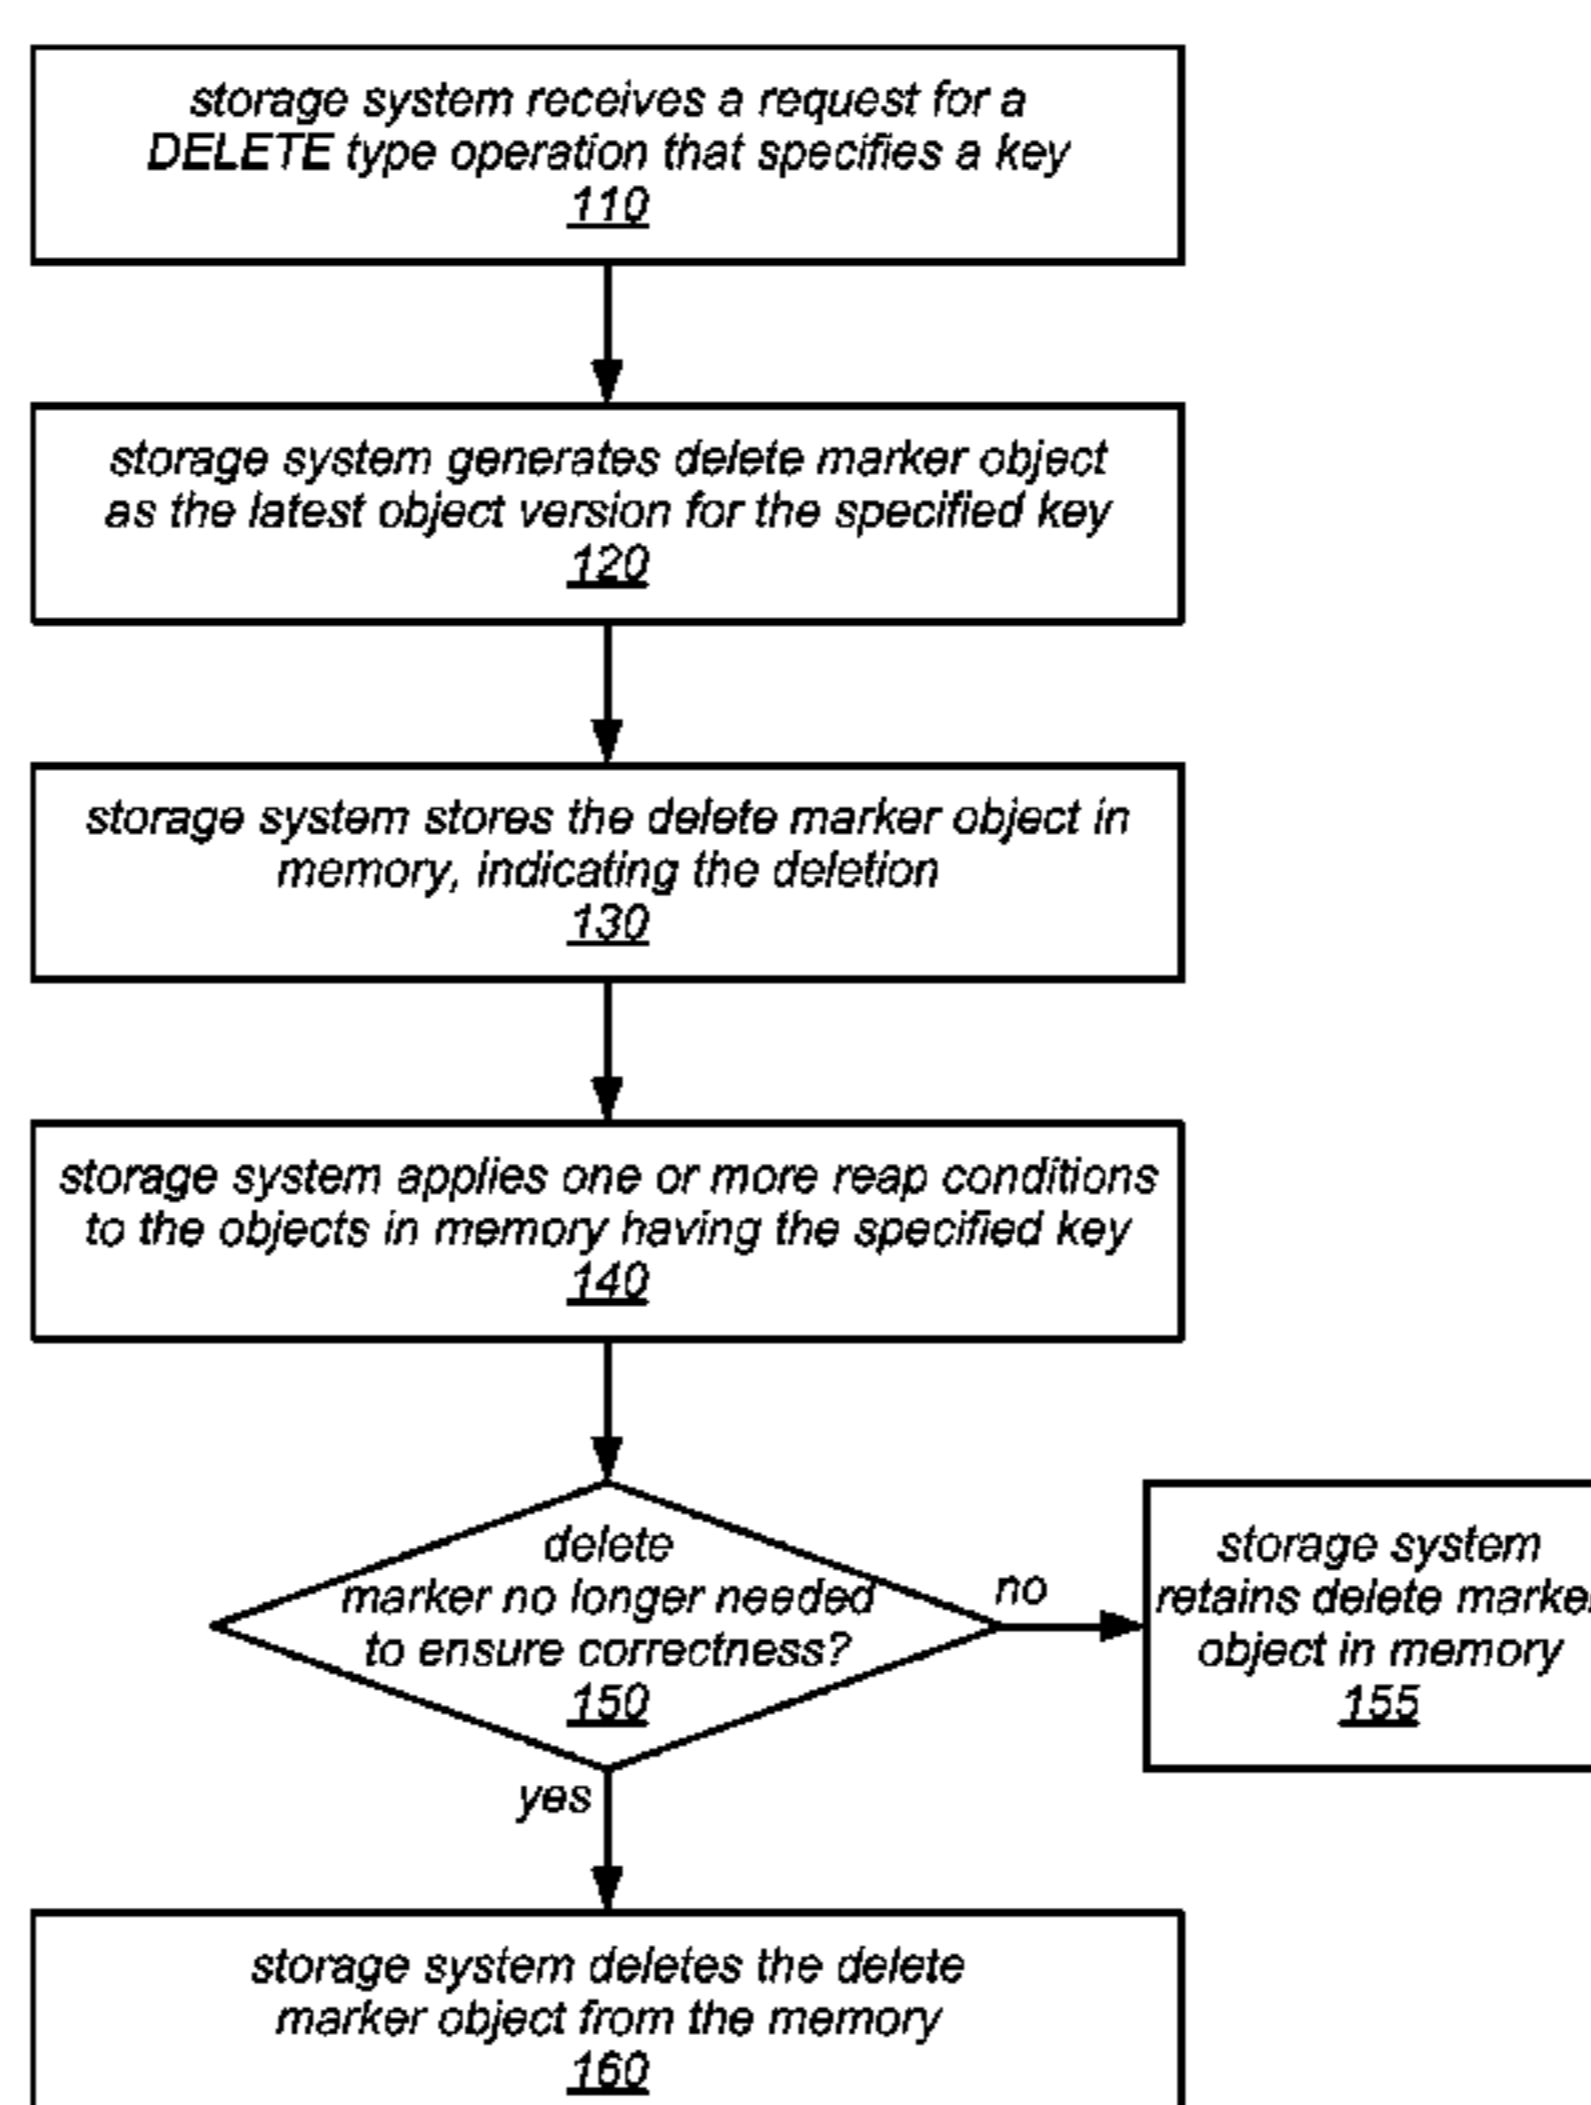 storage system receives a request for a
DELETE type operation that specifies a key
110
storage system generates delete marker object
as the latest object version for the specified key
120
storage system stores the delete marker object in
memory, indicating the deletion
130
storage system applies one or more reap conditions
to the objects in memory having the specified key
140
delete
marker no longer needed
to ensure correctness?
150
no
storage system
retains delete marker
object in memory
155
yes
storage system deletes the delete
marker object from the memory
160